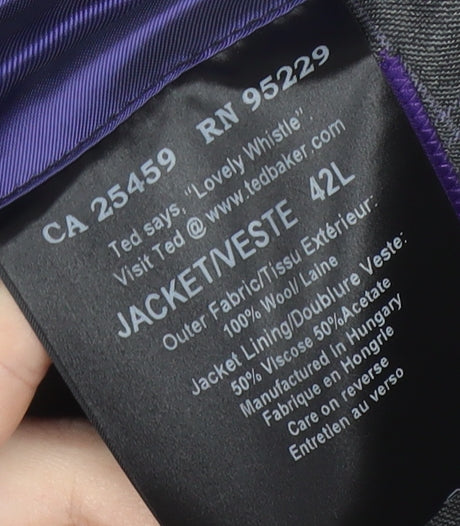 CA 25459 RN 95229
Ted says, "Lovely Whistle".
Visit Ted @ www.tedbaker.com
JACKET/VESTE 42L
Outer Fabric/Tissu Extérieur:
100% Wool/ Laine
Jacket Lining/Doublure Veste:
50% Viscose 50%Acetate
Manufactured in Hungary
Fabrique en Hongrie
Care on reverse
Entretien au verso